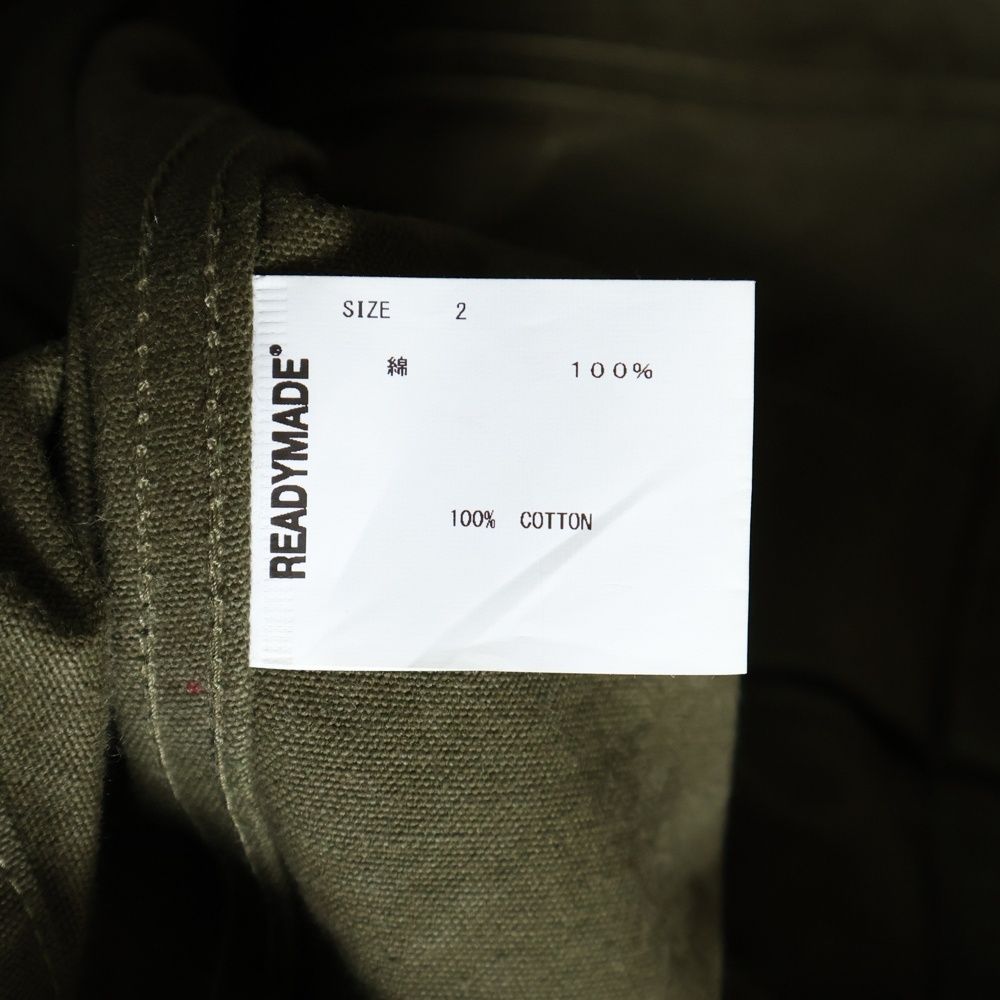 SIZE 2
綿 100%
100% COTTON
READYMADE®